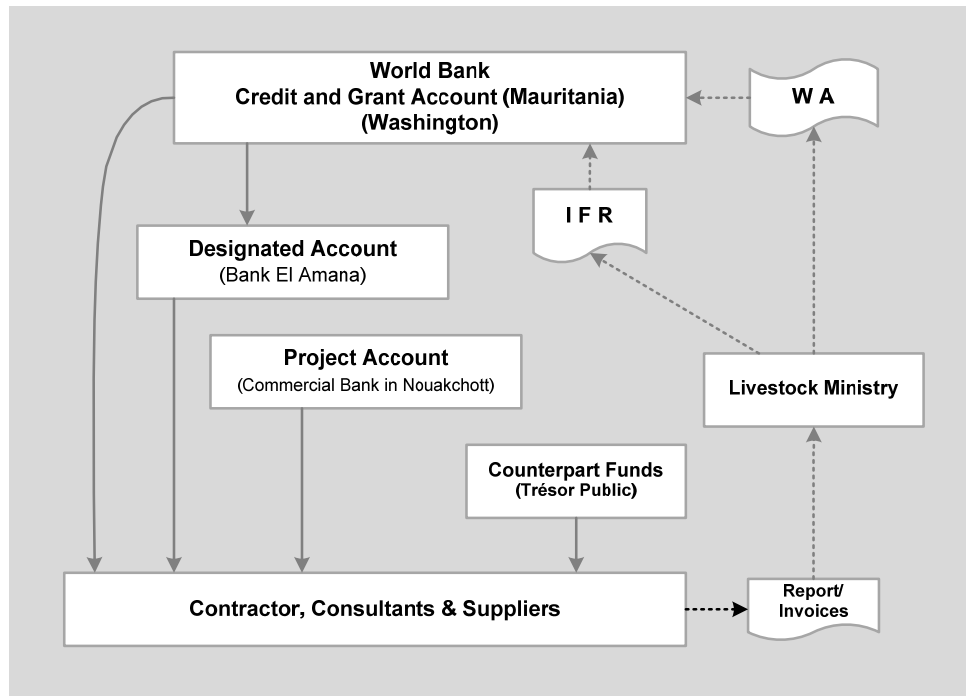 World Bank
Credit and Grant Account (Mauritania)
(Washington)
W A
I F R
Designated Account
(Bank El Amana)
Project Account
(Commercial Bank in Nouakchott)
Livestock Ministry
Counterpart Funds
(Trésor Public)
Contractor, Consultants & Suppliers
Report/
Invoices